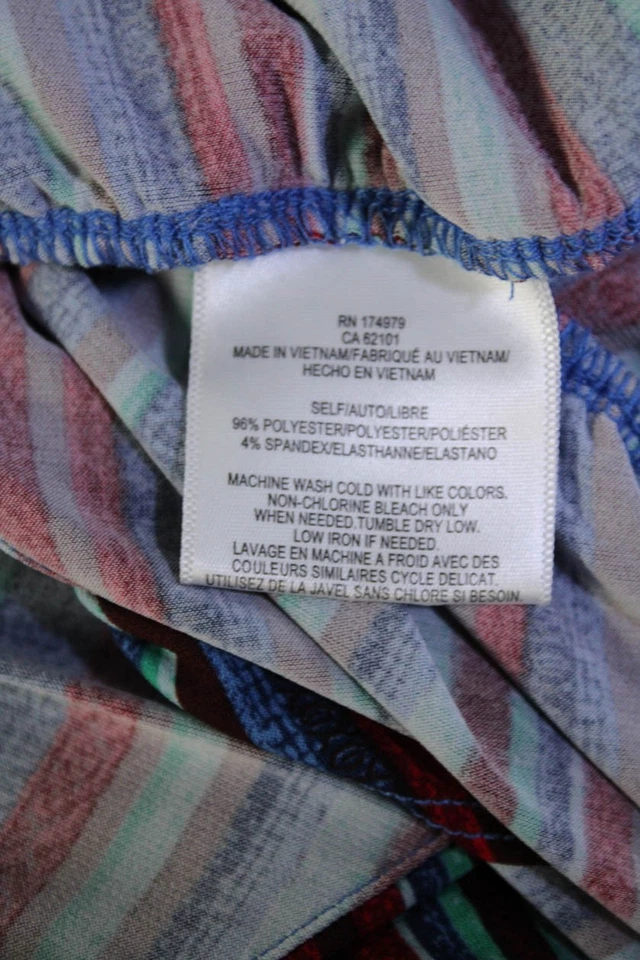 RN 174979
CA 62101
MADE IN VIETNAM/FABRIQUÉ AU VIETNAM/
HECHO EN VIETNAM
SELF/AUTO/LIBRE
96% POLYESTER/POLYESTER/POLIÉSTER
4% SPANDEX/ELASTHANNE/ELASTANO
MACHINE WASH COLD WITH LIKE COLORS.
NON-CHLORINE BLEACH ONLY
WHEN NEEDED.TUMBLE DRY LOW.
LOW IRON IF NEEDED.
LAVAGE EN MACHINE A FROID AVEC DES
COULEURS SIMILAIRES CYCLE DELICAT.
UTILISEZ DE LA JAVEL SANS CHLORE SI BESOIN.